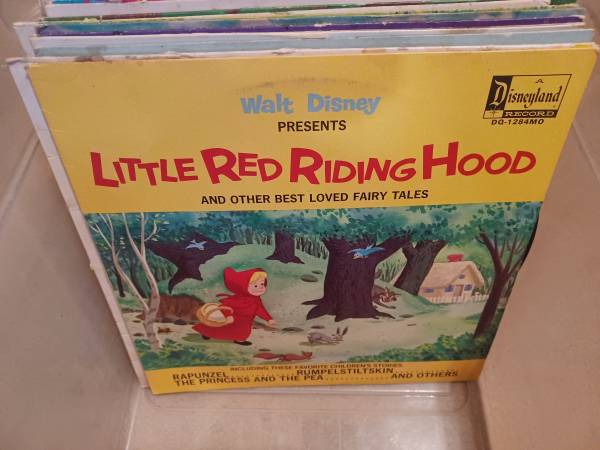 Walt Disney
PRESENTS
A
Disneyland
RECORD
DQ-1284MO
LITTLE RED RIDING HOOD
AND OTHER BEST LOVED FAIRY TALES
INCLUDING THESE FAVORITE CHILDREN'S STORIES
RAPUNZEL..........RUMPELSTILTSKIN
THE PRINCESS AND THE PEA..............AND OTHERS